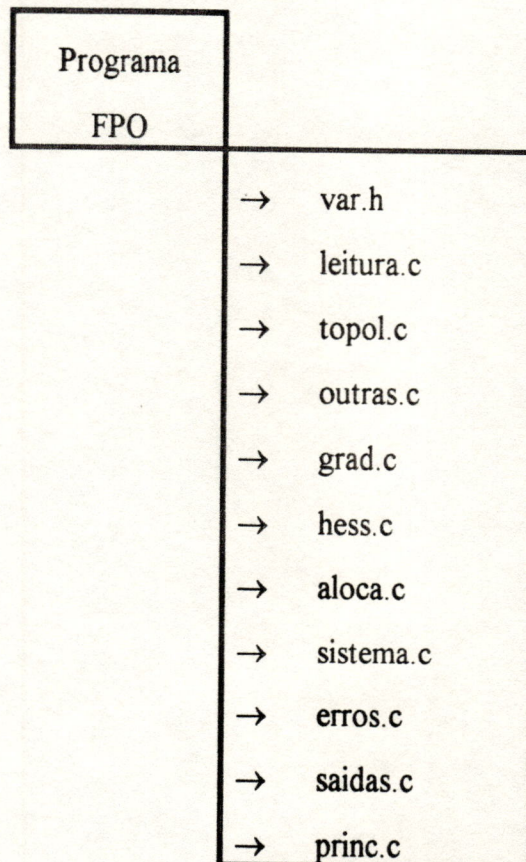 Programa
FPO
→ var.h
→ leitura.c
→ topol.c
→ outras.c
→ grad.c
→ hess.c
→ aloca.c
→ sistema.c
→ erros.c
→ saidas.c
→ princ.c